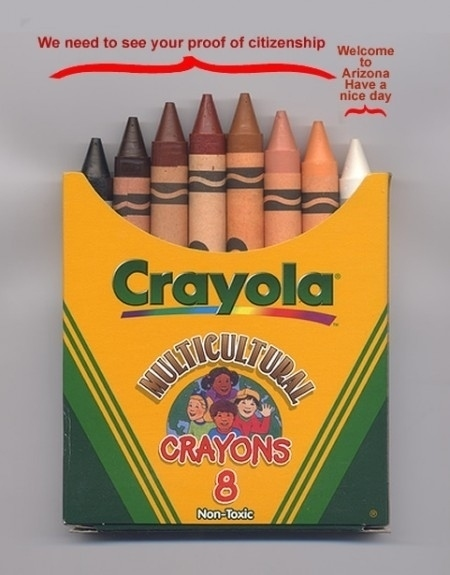 We need to see your proof of citizenship
Welcome
to
Arizona
Have a
nice day
Crayola
MULTICULTURAL
CRAYONS
8
Non-Toxic